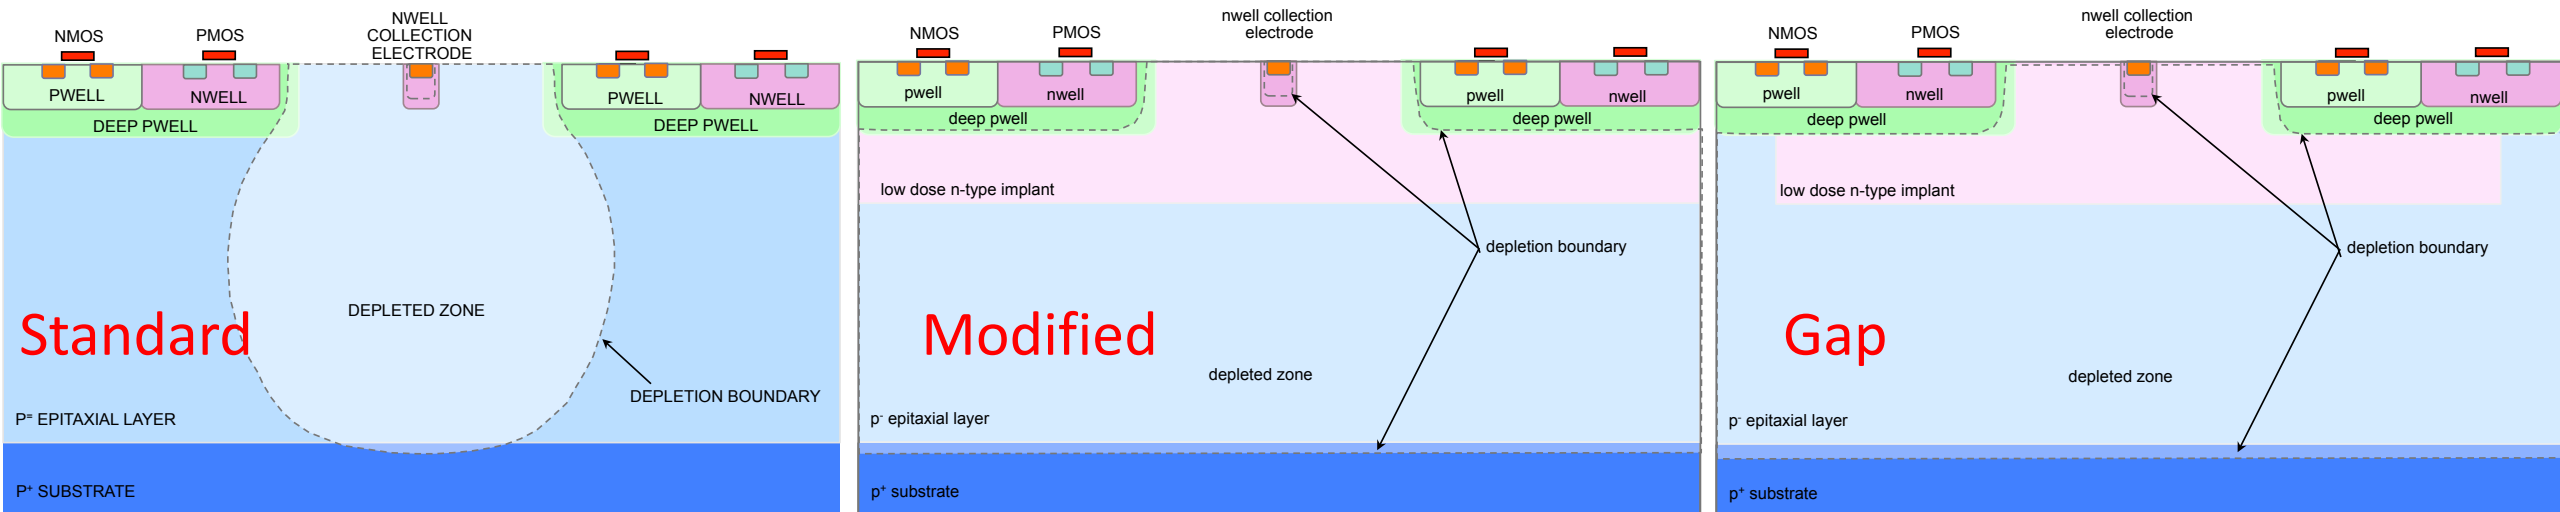 NMOS
PMOS
NWELL
COLLECTION
ELECTRODE
PWELL
NWELL
DEEP PWELL
PWELL
NWELL
DEEP PWELL
DEPLETED ZONE
Standard
DEPLETION BOUNDARY
P= EPITAXIAL LAYER
P+ SUBSTRATE
NMOS
PMOS
nwell collection
electrode
pwell
nwell
deep pwell
pwell
nwell
deep pwell
low dose n-type implant
depletion boundary
Modified
depleted zone
p- epitaxial layer
p+ substrate
NMOS
PMOS
nwell collection
electrode
pwell
nwell
deep pwell
pwell
nwell
deep pwell
low dose n-type implant
depletion boundary
Gap
depleted zone
p- epitaxial layer
p+ substrate